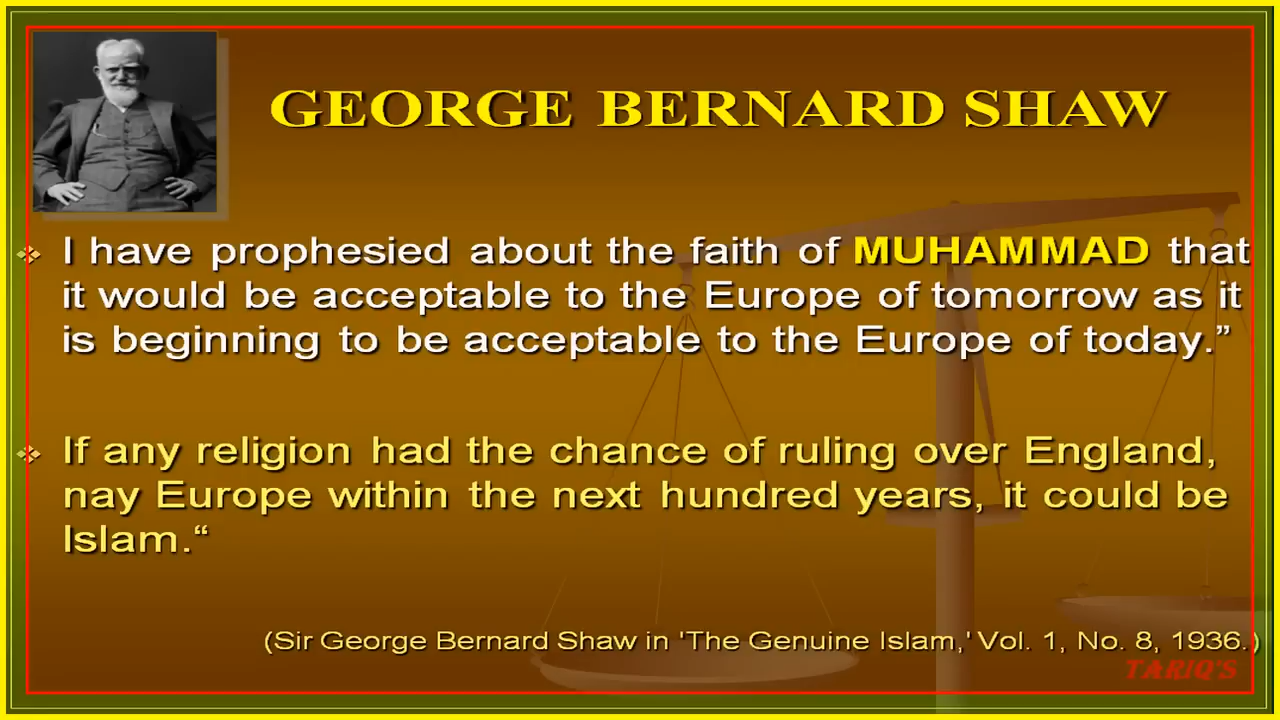 GEORGE BERNARD SHAW
I have prophesied about the faith of MUHAMMAD that
it would be acceptable to the Europe of tomorrow as it
is beginning to be acceptable to the Europe of today.”
If any religion had the chance of ruling over England,
nay Europe within the next hundred years, it could be
Islam.“
(Sir George Bernard Shaw in 'The Genuine Islam,' Vol. 1, No. 8, 1936.)
TARIQ'S